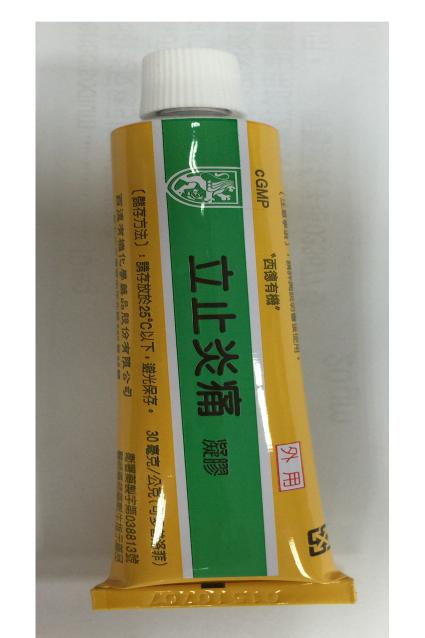 cGMP
"西德有機"
外用
立止炎痛 凝膠
〔儲存方法〕：請存放於25℃以下，避光保存。 30毫克/公克
衛署藥製字第038813號
西德有機化學藥品股份有限公司